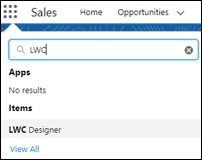 Sales Home Opportunities
LWC
Apps
No results
Items
LWC Designer
View All